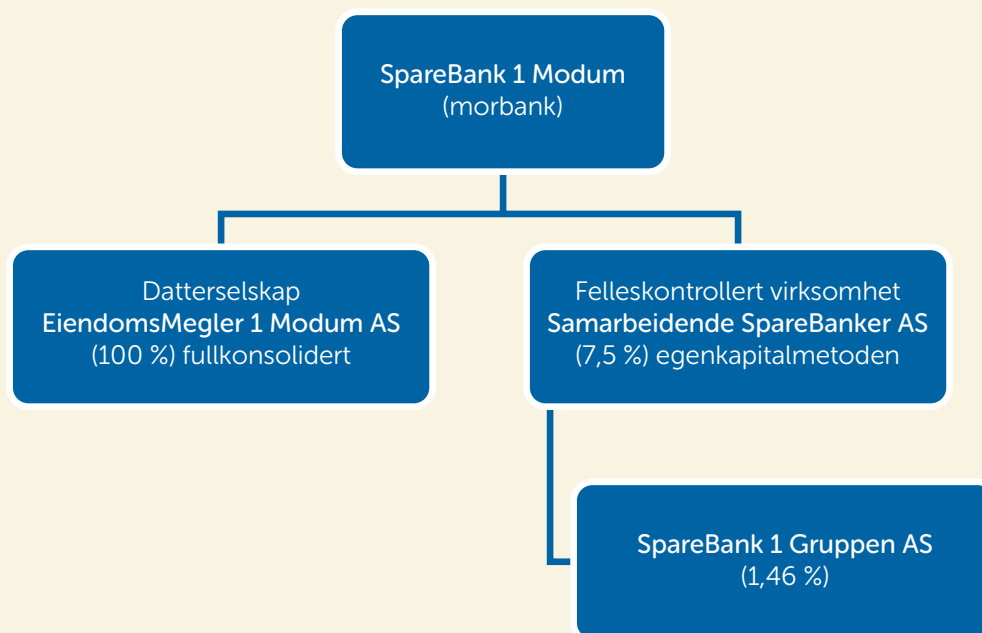 SpareBank 1 Modum
(morbank)
Datterselskap
EiendomsMegler 1 Modum AS
(100 %) fullkonsolidert
Felleskontrollert virksomhet
Samarbeidende SpareBanker AS
(7,5 %) egenkapitalmetoden
SpareBank 1 Gruppen AS
(1,46 %)